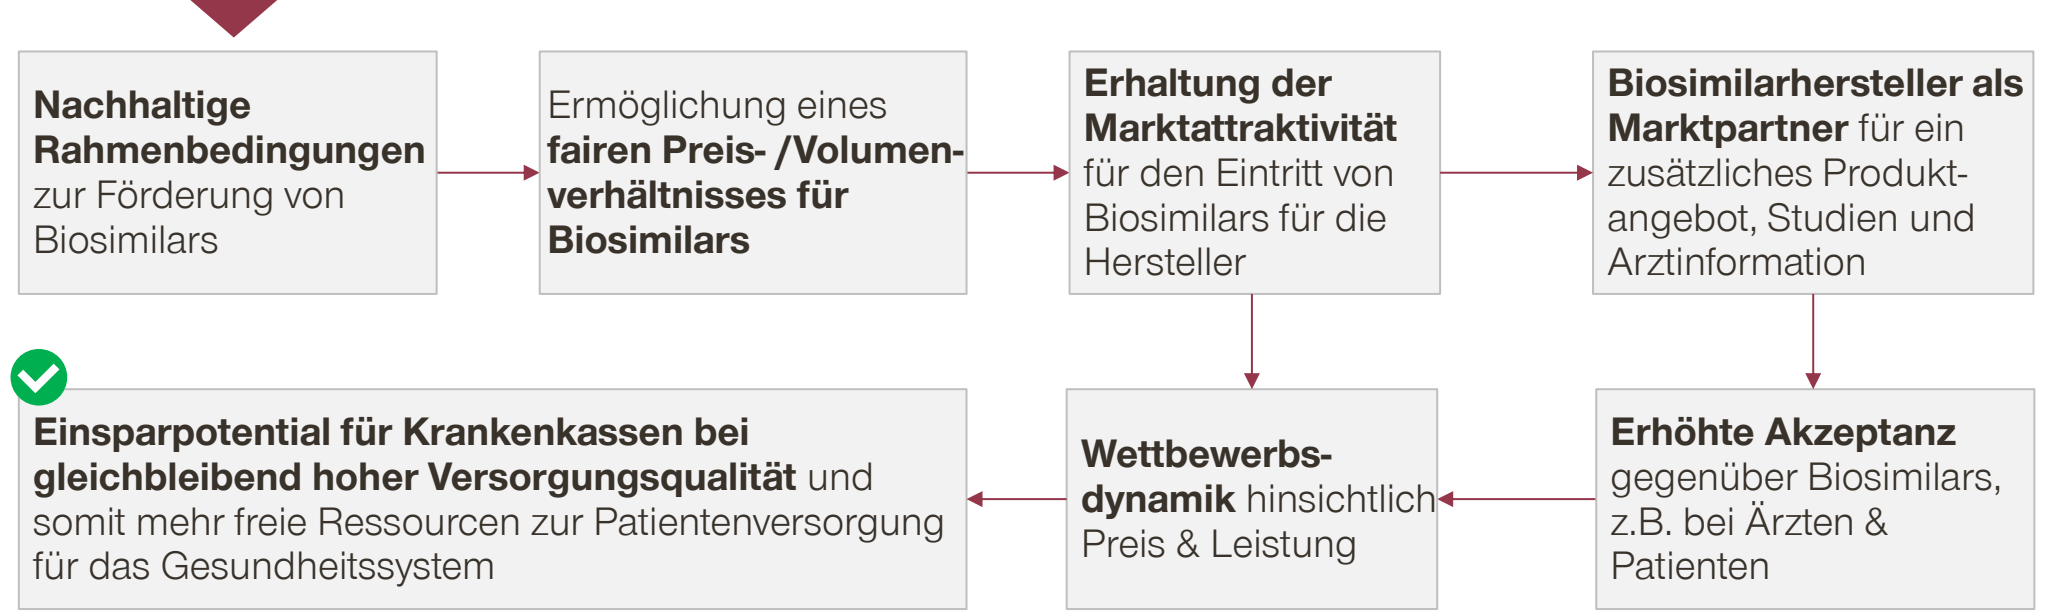 Nachhaltige
Rahmenbedingungen
zur Förderung von
Biosimilars
Ermöglichung eines
fairen Preis- /Volumen-
verhältnisses für
Biosimilars
Erhaltung der
Marktattraktivität
für den Eintritt von
Biosimilars für die
Hersteller
Biosimilarhersteller als
Marktpartner für ein
zusätzliches Produkt-
angebot, Studien und
Arztinformation
Einsparpotential für Krankenkassen bei
gleichbleibend hoher Versorgungsqualität und
somit mehr freie Ressourcen zur Patientenversorgung
für das Gesundheitssystem
Wettbewerbs-
dynamik hinsichtlich
Preis & Leistung
Erhöhte Akzeptanz
gegenüber Biosimilars,
z.B. bei Ärzten &
Patienten